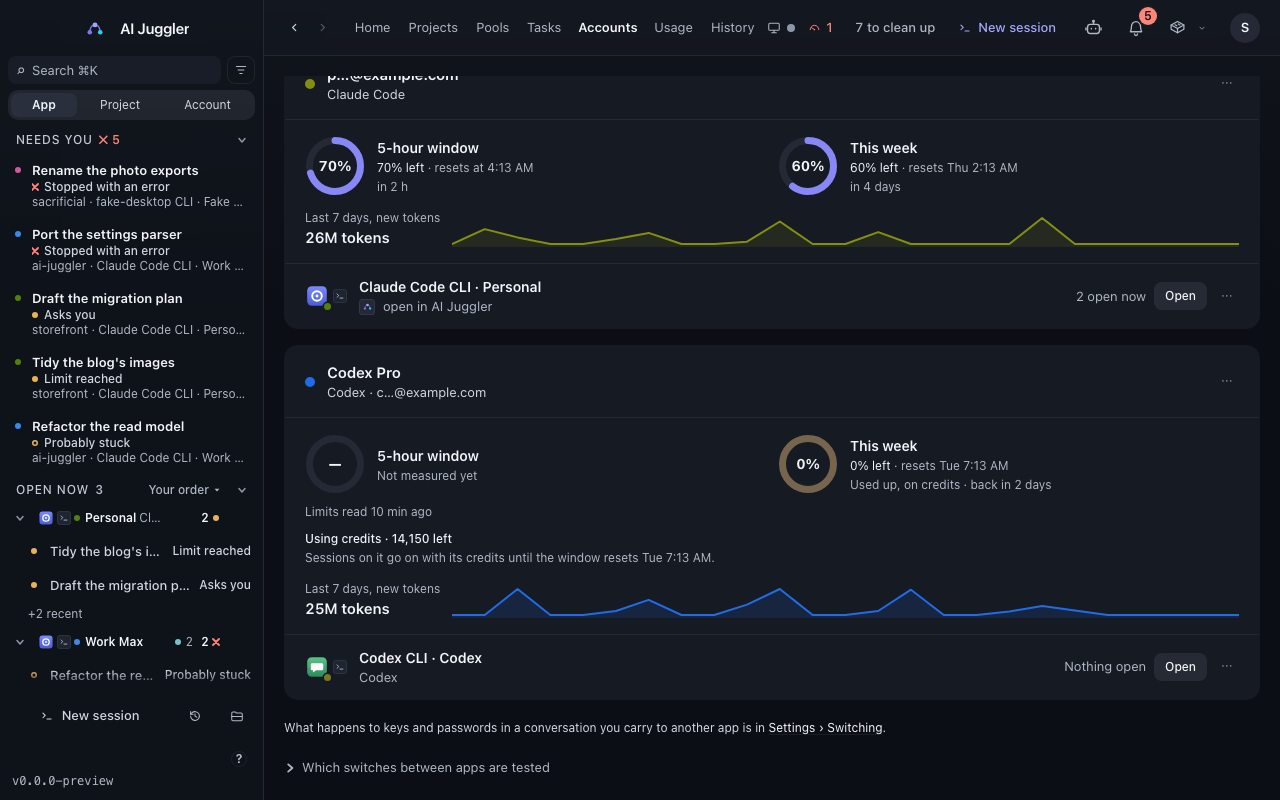 AI Juggler
Home Projects Pools Tasks Accounts Usage History 1 7 to clean up New session 5 S
Search ⌘K
App Project Account
NEEDS YOU 5
Rename the photo exports
Stopped with an error
sacrificial · fake-desktop CLI · Fake ...
Port the settings parser
Stopped with an error
ai-juggler · Claude Code CLI · Work ...
Draft the migration plan
Asks you
storefront · Claude Code CLI · Perso...
Tidy the blog's images
Limit reached
storefront · Claude Code CLI · Perso...
Refactor the read model
Probably stuck
ai-juggler · Claude Code CLI · Work ...
OPEN NOW 3 Your order
Personal Cl... 2
Tidy the blog's i... Limit reached
Draft the migration p... Asks you
+2 recent
Work Max 2 2
Refactor the re... Probably stuck
New session
?
v0.0.0-preview
p...@example.com
Claude Code
70%
5-hour window
70% left · resets at 4:13 AM
in 2 h
60%
This week
60% left · resets Thu 2:13 AM
in 4 days
Last 7 days, new tokens
26M tokens
Claude Code CLI · Personal
open in AI Juggler
2 open now Open
Codex Pro
Codex · c...@example.com
–
5-hour window
Not measured yet
0%
This week
0% left · resets Tue 7:13 AM
Used up, on credits · back in 2 days
Limits read 10 min ago
Using credits · 14,150 left
Sessions on it go on with its credits until the window resets Tue 7:13 AM.
Last 7 days, new tokens
25M tokens
Codex CLI · Codex
Codex
Nothing open Open
What happens to keys and passwords in a conversation you carry to another app is in Settings › Switching.
Which switches between apps are tested